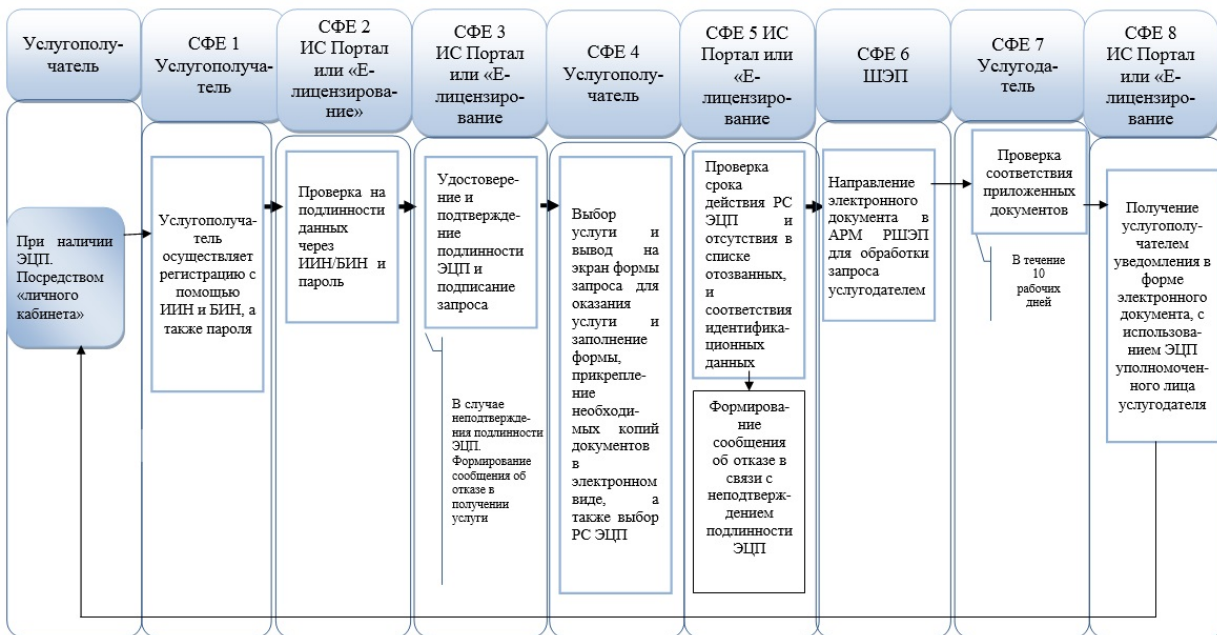 Услугополу-
чатель
СФЕ 1
Услугополуча-
тель
СФЕ 2
ИС Портал
или «Е-
лицензирова-
ние»
СФЕ 3
ИС Портал
или «Е-
лицензиро-
вание
СФЕ 4
Услугополу-
чатель
СФЕ 5 ИС
Портал или
«Е-
лицензиро-
вание
СФЕ 6
ШЭП
СФЕ 7
Услугода-
тель
СФЕ 8
ИС Портал
или «Е-
лицензиро-
вание
При наличии
ЭЦП.
Посредством
«личного
кабинета»
Услугополуча-
тель
осуществляет
регистрацию с
помощью
ИИН и БИН, а
также пароля
Проверка на
подлинности
данных
через
ИИН/БИН и
пароль
Удостовере-
ние и
подтвержде-
ние
подлинности
ЭЦП и
подписание
запроса
В случае
неподтвержде-
ния подлинности
ЭЦП.
Формирование
сообщения об
отказе в
получении
услуги
Выбор
услуги и
вывод на
экран формы
запроса для
оказания
услуги и
заполнение
формы,
прикрепле-
ние
необходи-
мых копий
документов
в
электронном
виде, а
также выбор
РС ЭЦП
Проверка
срока
действия РС
ЭЦП и
отсутствия в
списке
отозванных,
и
соответствия
идентифика-
ционных
данных
Формирова-
ние
сообщения
об отказе в
связи с
неподтверж-
дением
подлинности
ЭЦП
Направление
электронного
документа в
АРМ РШЭП
для обработки
запроса
услугодателем
Проверка
соответствия
приложенных
документов
В течение
10
рабочих
дней
Получение
услугополу-
чателем
уведомления в
форме
электронного
документа, с
использова-
нием ЭЦП
уполномочен-
ного лица
услугодателя